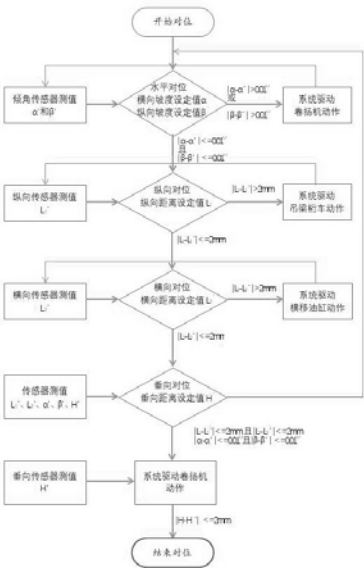 开始对位
水平对位
横向坡度设定值α
纵向坡度设定值β
倾角传感器测值
α'和β'
|α-α'|>0.01°
或
|β-β'|>0.01°
系统驱动
卷扬机动作
|α-α'|<=0.01°
且
|β-β'|<=0.01°
纵向传感器测值
纵向对位
纵向距离设定值
>2mm
系统驱动
吊梁桁车动作
<=2mm
横向传感器测值
横向对位
横向距离设定值
>2mm
系统驱动
横移油缸动作
<=2mm
传感器测值
α'、β'、H'
垂向对位
垂向距离设定值H
<=2mm且
<=2mm
|α-α'|<=0.01°且|β-β'|<=0.01°
垂向传感器测值
H'
系统驱动卷扬机
动作
|H-H'|<=2mm
结束对位